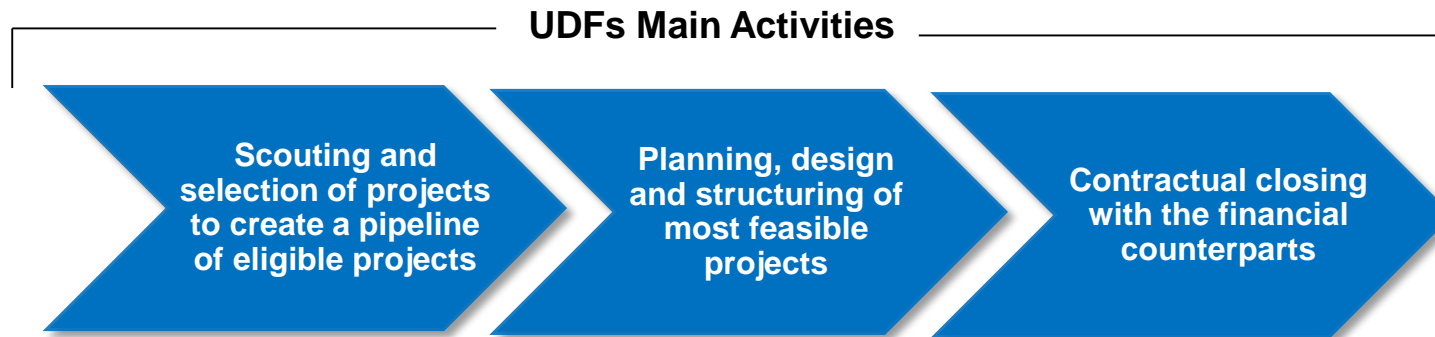 UDFs Main Activities
Scouting and
selection of projects
to create a pipeline
of eligible projects
Planning, design
and structuring of
most feasible
projects
Contractual closing
with the financial
counterparts